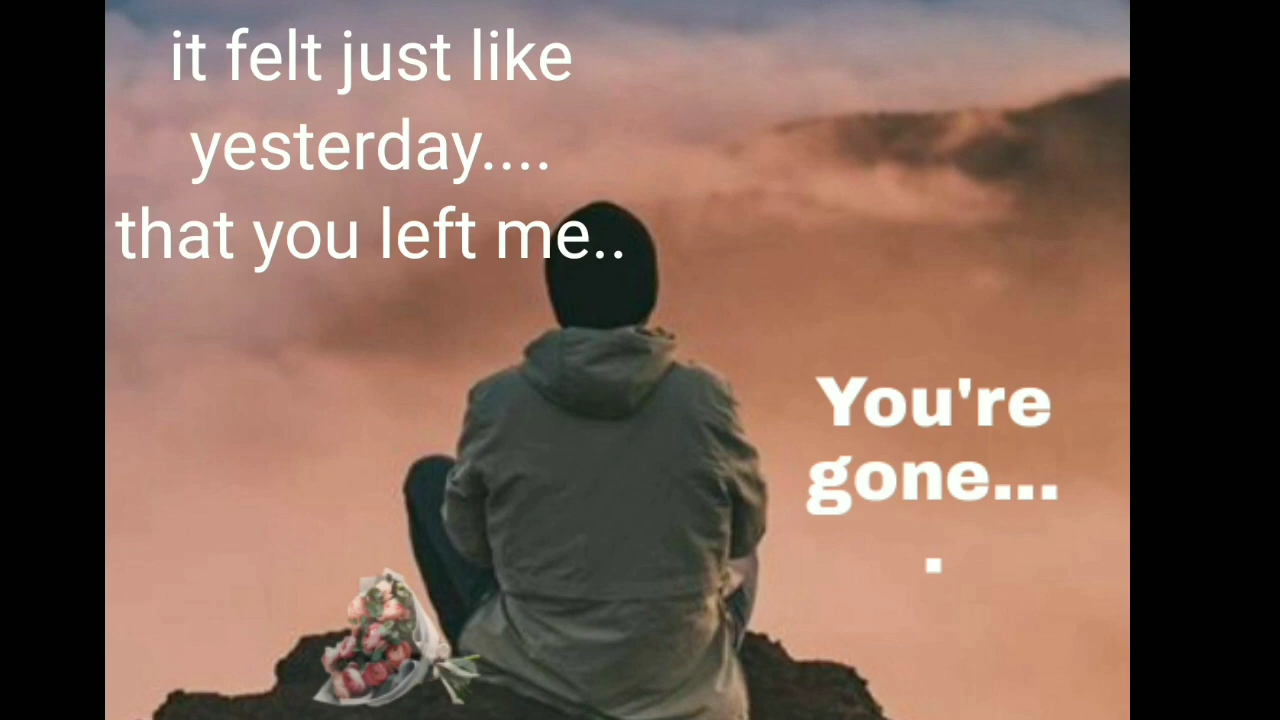 it felt just like
yesterday....
that you left me..
You're
gone...
.